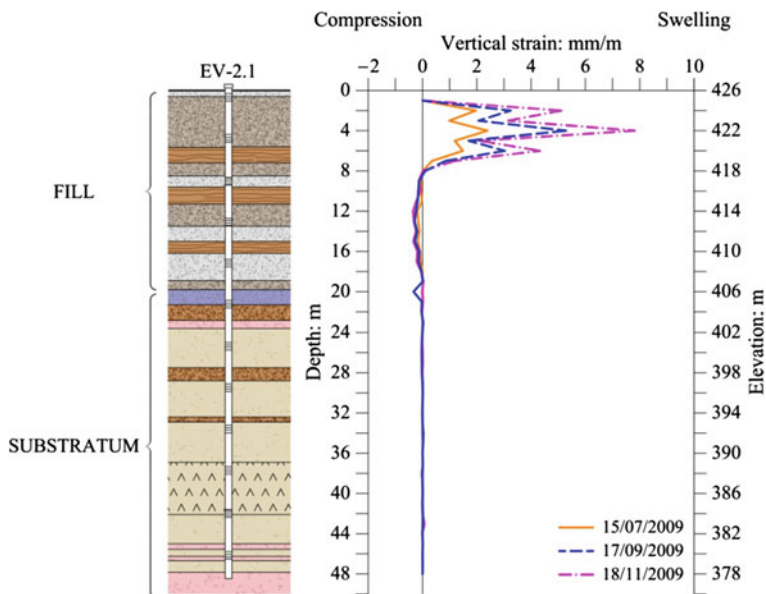 Compression Swelling
Vertical strain: mm/m
EV-2.1
−2 0 2 4 6 8 10
0 426
4 422
8 418
12 414
16 410
20 406
24 402
28 398
32 394
36 390
40 386
44 382
48 378
FILL
SUBSTRATUM
Depth: m
Elevation: m
15/07/2009
17/09/2009
18/11/2009